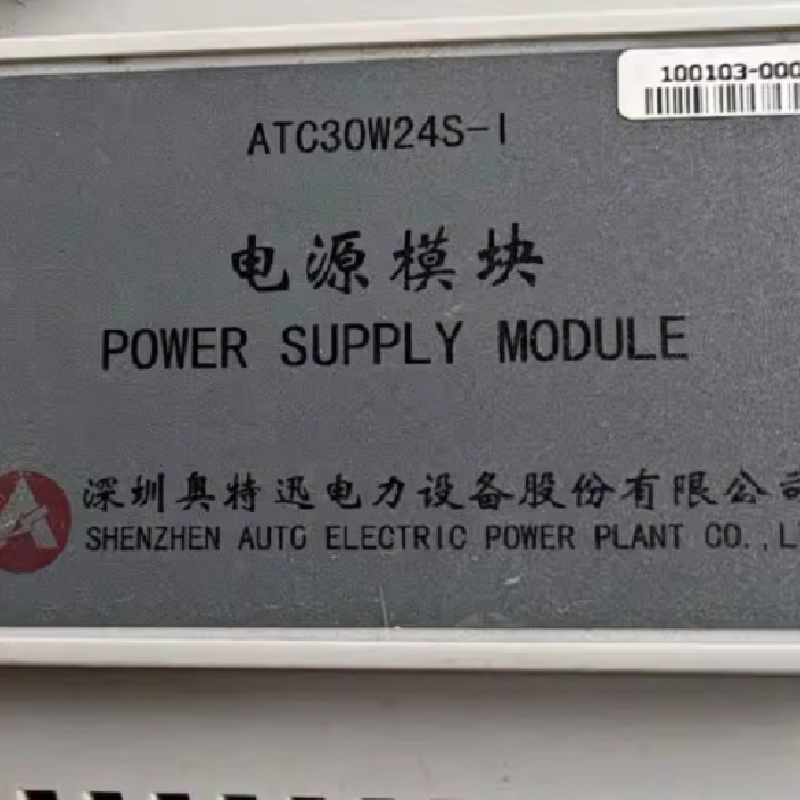 100103-000
ATC30W24S-I
电源模块
POWER SUPPLY MODULE
深圳奥特迅电力设备股份有限公司
SHENZHEN AUTO ELECTRIC POWER PLANT CO.,L